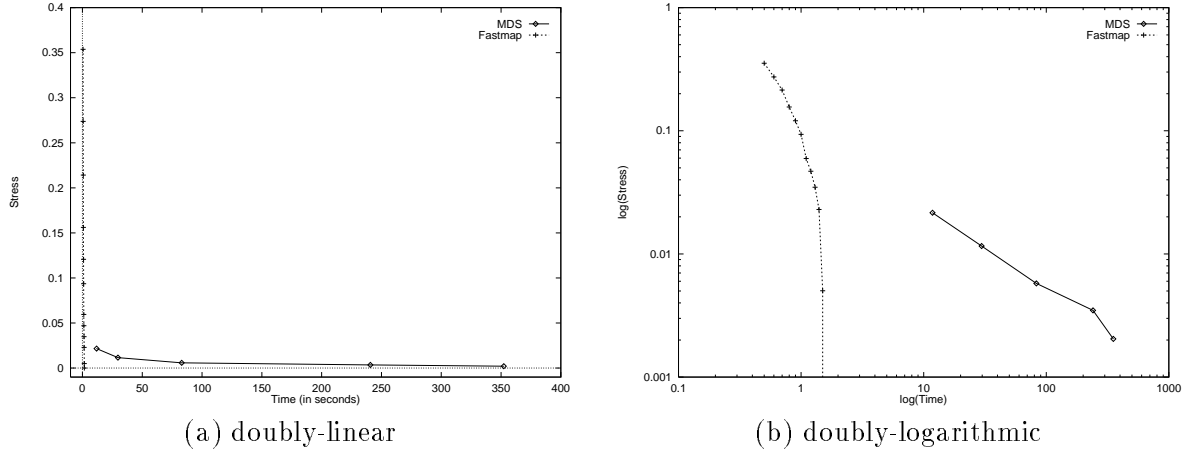 MDS
Fastmap
0.4
0.35
0.3
0.25
0.2
0.15
0.1
0.05
0
Stress
0 50 100 150 200 250 300 350 400
Time (in seconds)
(a) doubly-linear
MDS
Fastmap
1
0.1
0.01
0.001
log(Stress)
0.1 1 10 100 1000
log(Time)
(b) doubly-logarithmic